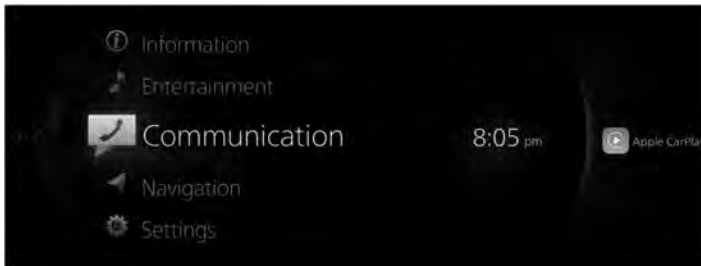 Information
Entertainment
Communication
8:05 pm
Apple CarPlay
Navigation
Settings